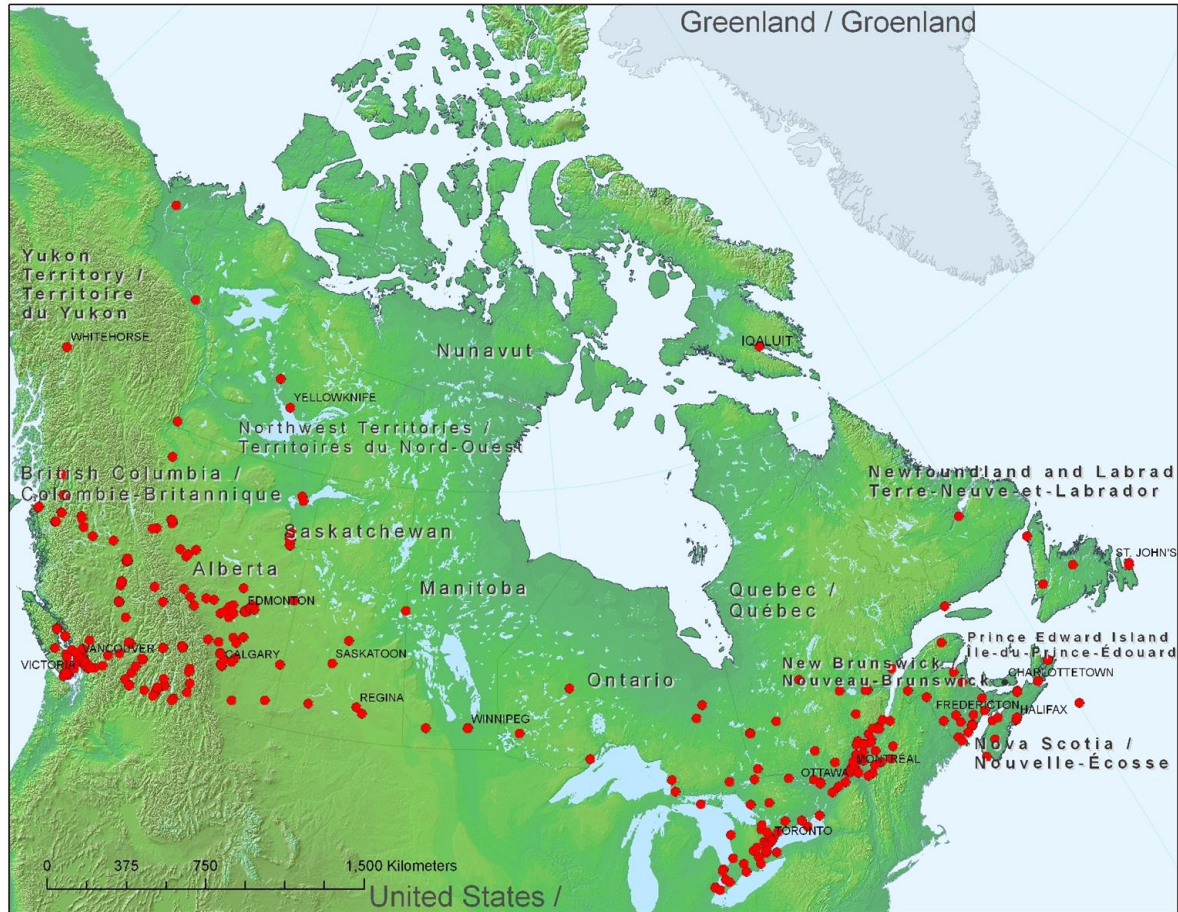 Greenland / Groenland
Yukon
Territory /
Territoire
du Yukon
WHITEHORSE
IQALUIT
Nunavut
YELLOWKNIFE
Northwest Territories /
Territoires du Nord-Ouest
British Columbia /
Colombie-Britannique
Newfoundland and Labrad
Terre-Neuve-et-Labrador
Saskatchewan
ST. JOHN'S
Alberta
Manitoba
Quebec /
Québec
EDMONTON
Prince Edward Island
Île-du-Prince-Édouard
VANCOUVER
VICTORIA
CALGARY
SASKATOON
New Brunswick /
Nouveau-Brunswick
CHARLOTTETOWN
Ontario
REGINA
FREDERICTON
HALIFAX
WINNIPEG
Nova Scotia /
Nouvelle-Écosse
MONTRÉAL
OTTAWA
TORONTO
0 375 750 1,500 Kilometers
United States /